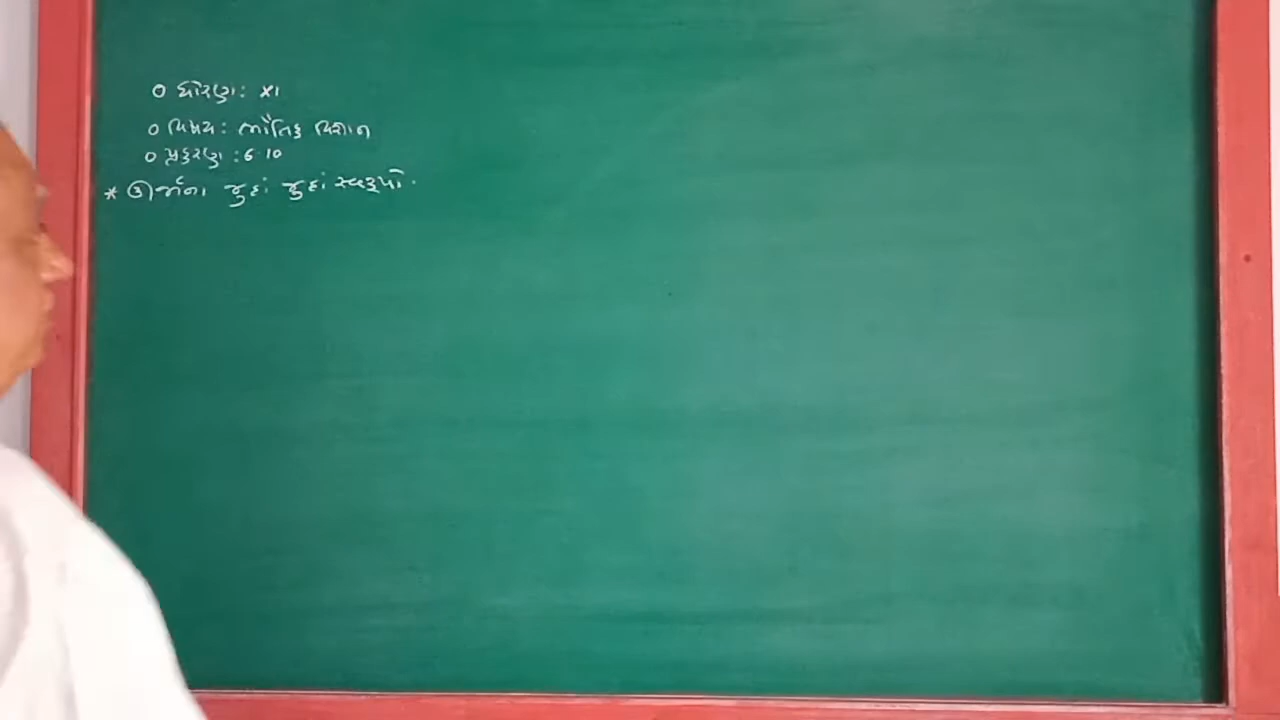 ○ ધોરણ: XI
○ વિષય: ભૌતિક વિજ્ઞાન
○ પ્રકરણ: 6.10
* ઊર્જાના જુદાં જુદાં સ્વરૂપો.